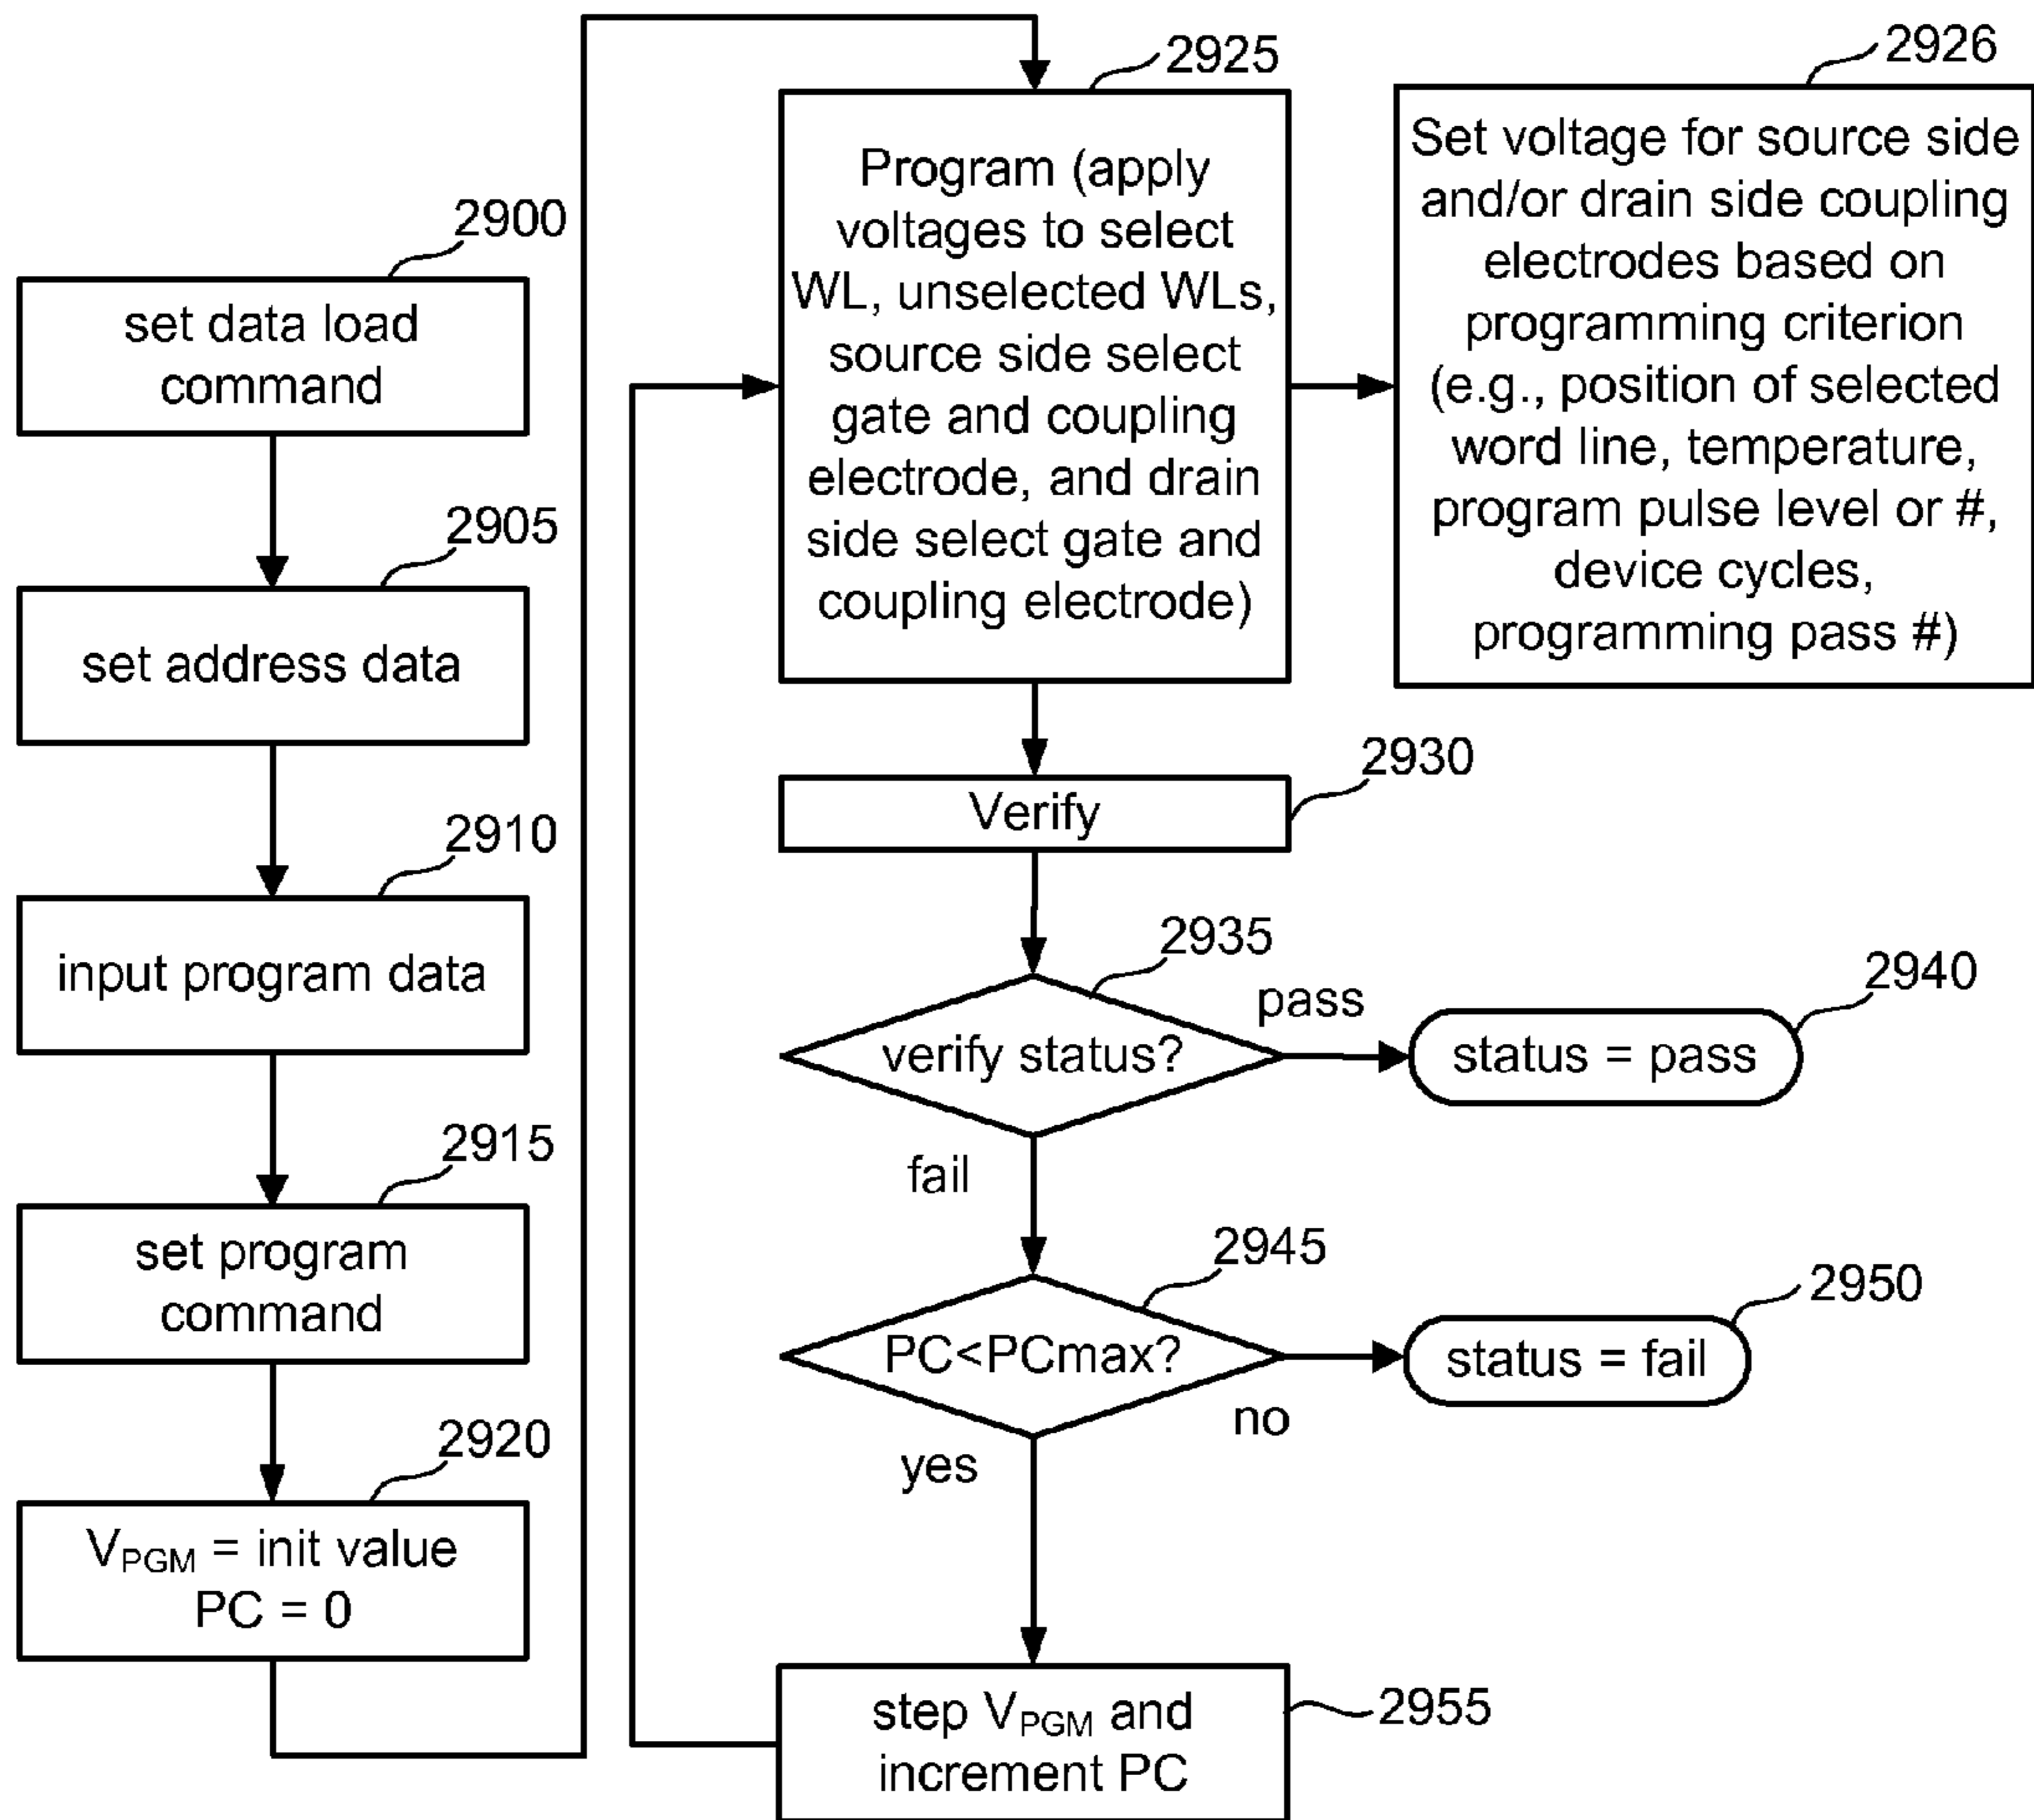 2900
set data load
command
2905
set address data
2910
input program data
2915
set program
command
2920
VPGM = init value
PC = 0
2925
Program (apply
voltages to select
WL, unselected WLs,
source side select
gate and coupling
electrode, and drain
side select gate and
coupling electrode)
2926
Set voltage for source side
and/or drain side coupling
electrodes based on
programming criterion
(e.g., position of selected
word line, temperature,
program pulse level or #,
device cycles,
programming pass #)
2930
Verify
2935
verify status?
pass
2940
status = pass
fail
2945
PC<PCmax?
no
2950
status = fail
yes
2955
step VPGM and
increment PC